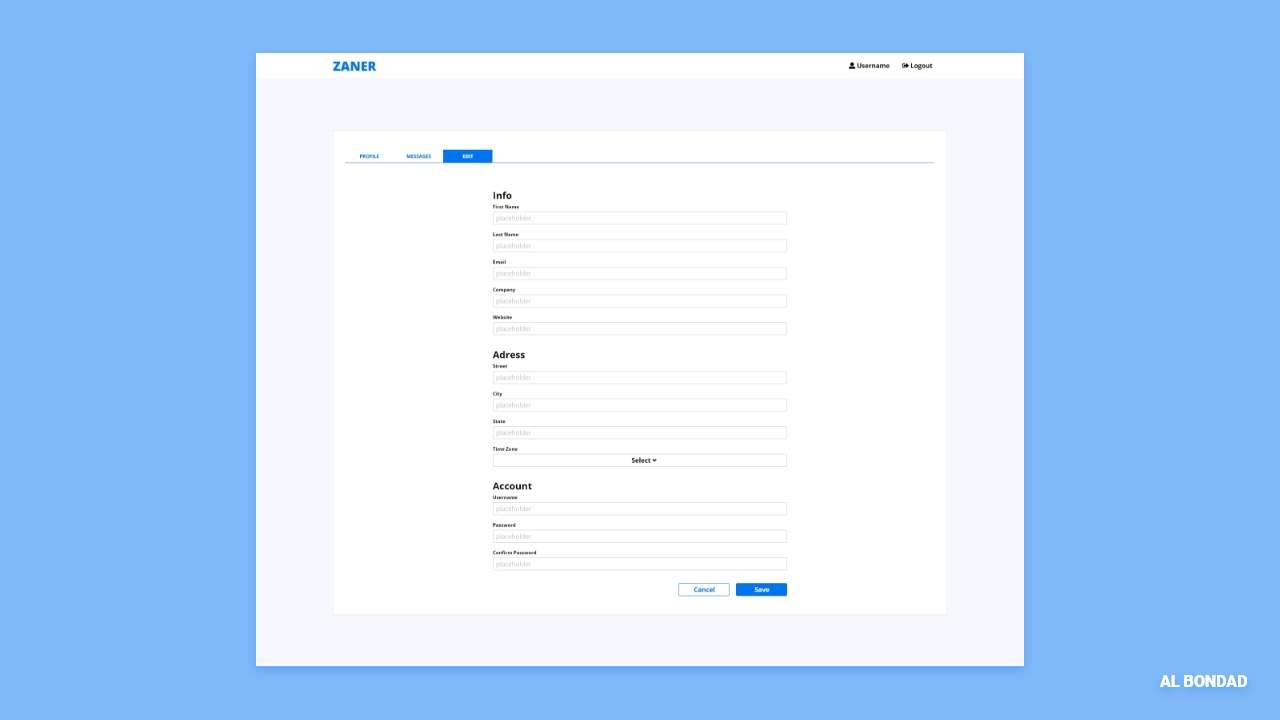 ZANER
Username Logout
PROFILE MESSAGES EDIT
Info
First Name
placeholder
Last Name
placeholder
Email
placeholder
Company
placeholder
Website
placeholder
Adress
Street
placeholder
City
placeholder
State
placeholder
Time Zone
Select
Account
Username
placeholder
Password
placeholder
Confirm Password
placeholder
Cancel Save
AL BONDAD